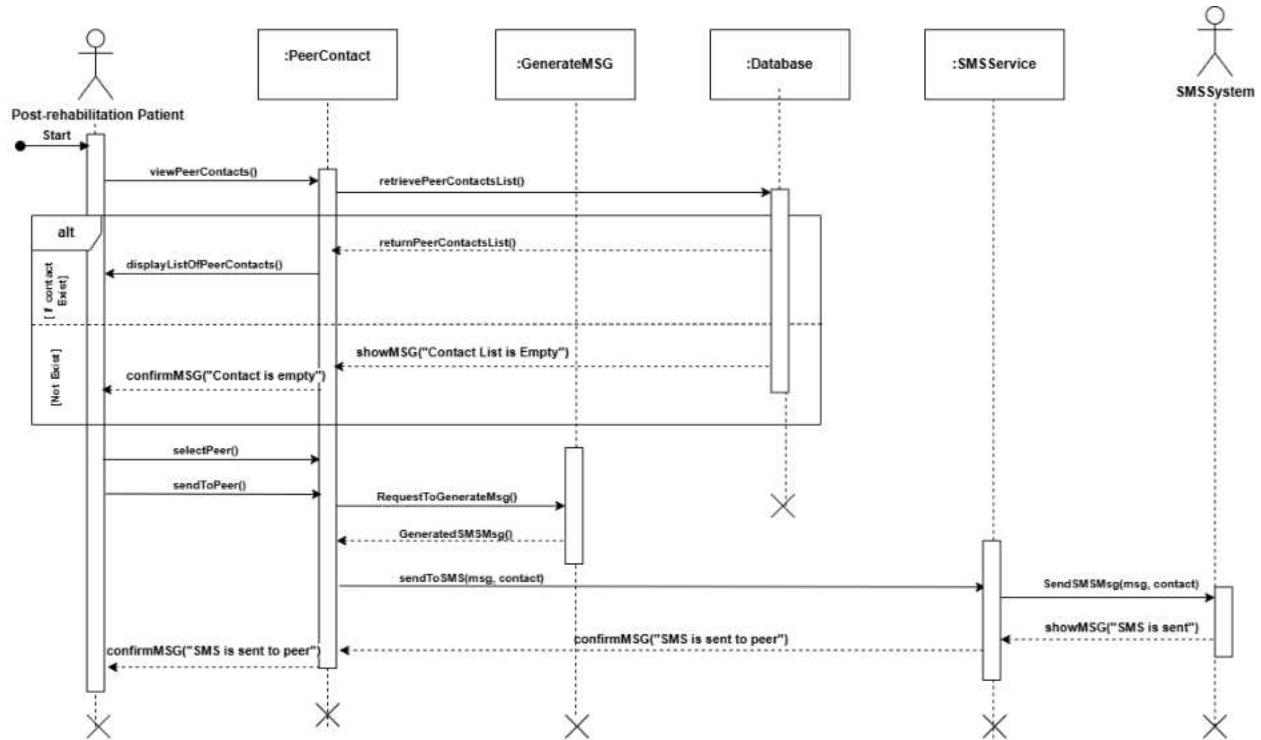 :PeerContact
:GenerateMSG
:Database
:SMSService
SMSSystem
Post-rehabilitation Patient
Start
viewPeerContacts()
retrievePeerContactsList()
alt
returnPeerContactsList()
displayListOfPeerContacts()
[If contact
Exist]
showMSG("Contact List is Empty")
confirmMSG("Contact is empty")
[Not Exist]
selectPeer()
sendToPeer()
RequestToGenerateMsg()
GeneratedSMSMsg()
sendToSMS(msg, contact)
SendSMSMsg(msg, contact)
showMSG("SMS is sent")
confirmMSG("SMS is sent to peer")
confirmMSG("SMS is sent to peer")